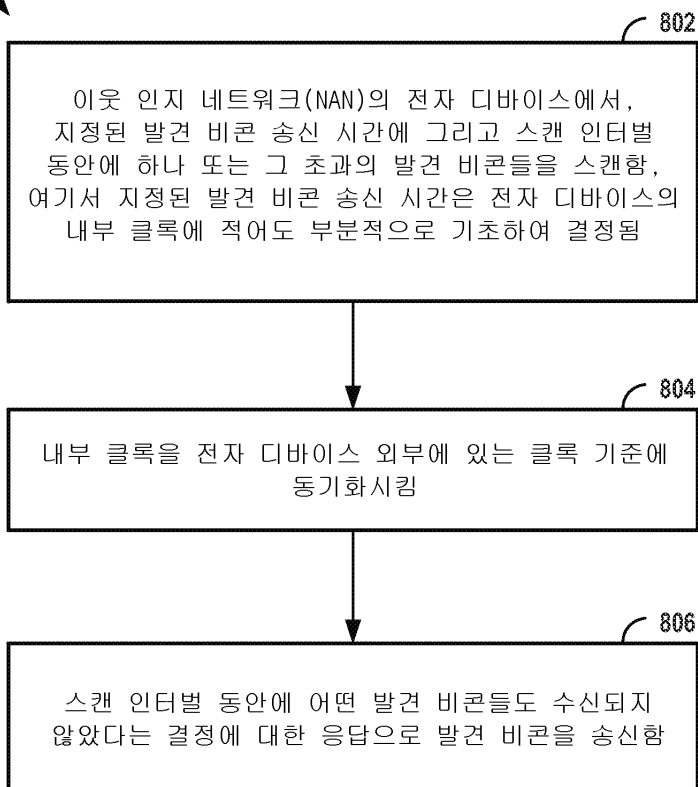 802
이웃 인지 네트워크(NAN)의 전자 디바이스에서,
지정된 발견 비콘 송신 시간에 그리고 스캔 인터벌
동안에 하나 또는 그 초과의 발견 비콘들을 스캔함,
여기서 지정된 발견 비콘 송신 시간은 전자 디바이스의
내부 클록에 적어도 부분적으로 기초하여 결정됨
804
내부 클록을 전자 디바이스 외부에 있는 클록 기준에
동기화시킴
806
스캔 인터벌 동안에 어떤 발견 비콘들도 수신되지
않았다는 결정에 대한 응답으로 발견 비콘을 송신함